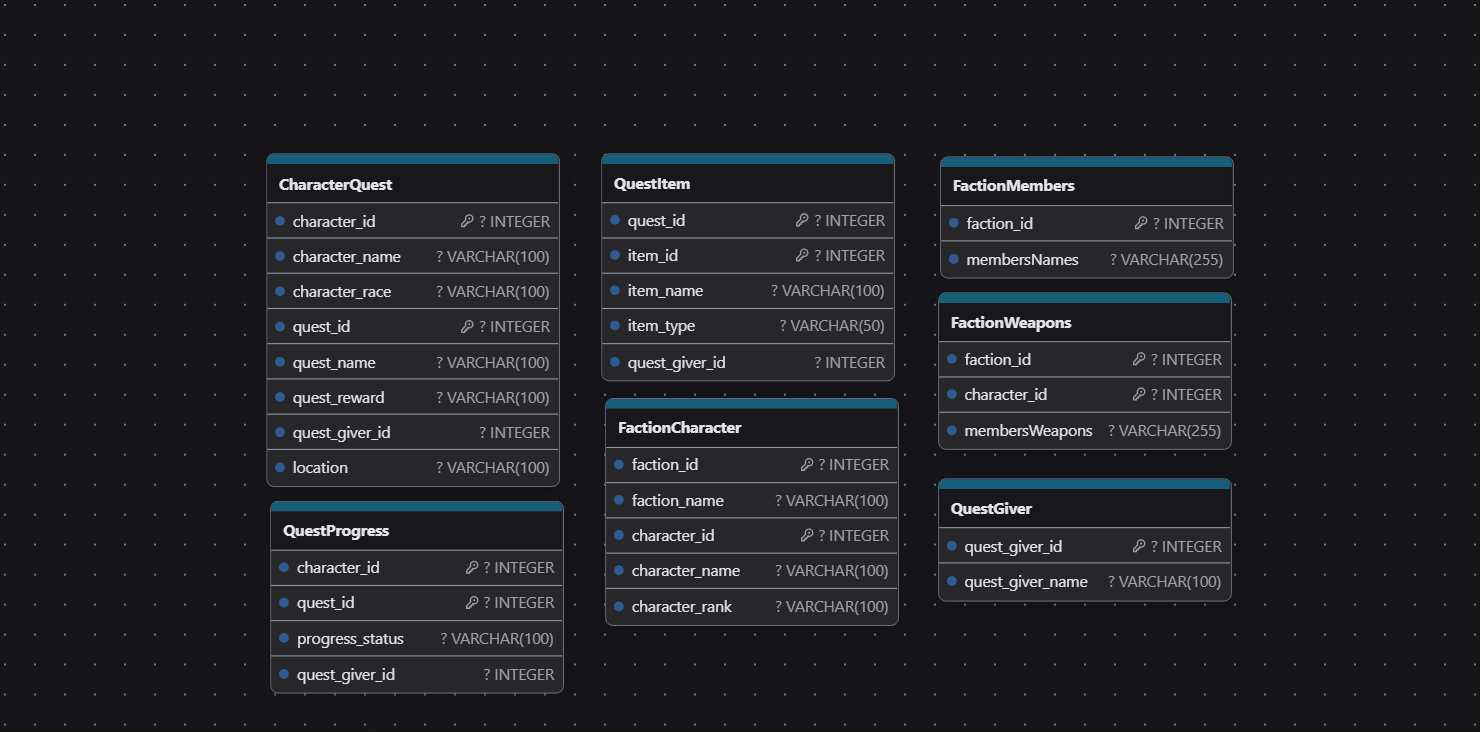 CharacterQuest
character_id ? INTEGER
character_name ? VARCHAR(100)
character_race ? VARCHAR(100)
quest_id ? INTEGER
quest_name ? VARCHAR(100)
quest_reward ? VARCHAR(100)
quest_giver_id ? INTEGER
location ? VARCHAR(100)
QuestProgress
character_id ? INTEGER
quest_id ? INTEGER
progress_status ? VARCHAR(100)
quest_giver_id ? INTEGER
QuestItem
quest_id ? INTEGER
item_id ? INTEGER
item_name ? VARCHAR(100)
item_type ? VARCHAR(50)
quest_giver_id ? INTEGER
FactionCharacter
faction_id ? INTEGER
faction_name ? VARCHAR(100)
character_id ? INTEGER
character_name ? VARCHAR(100)
character_rank ? VARCHAR(100)
FactionMembers
faction_id ? INTEGER
membersNames ? VARCHAR(255)
FactionWeapons
faction_id ? INTEGER
character_id ? INTEGER
membersWeapons ? VARCHAR(255)
QuestGiver
quest_giver_id ? INTEGER
quest_giver_name ? VARCHAR(100)